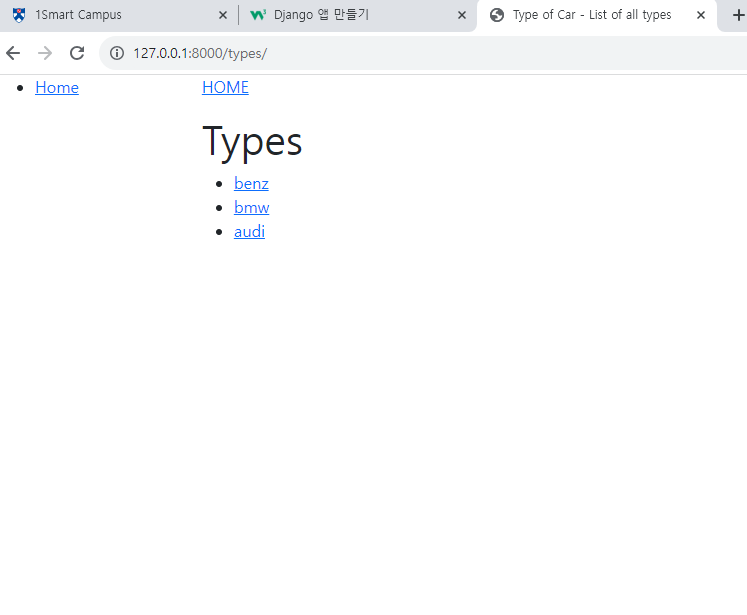 1Smart Campus
Django 앱 만들기
Type of Car - List of all types
127.0.0.1:8000/types/
Home
HOME
Types
benz
bmw
audi